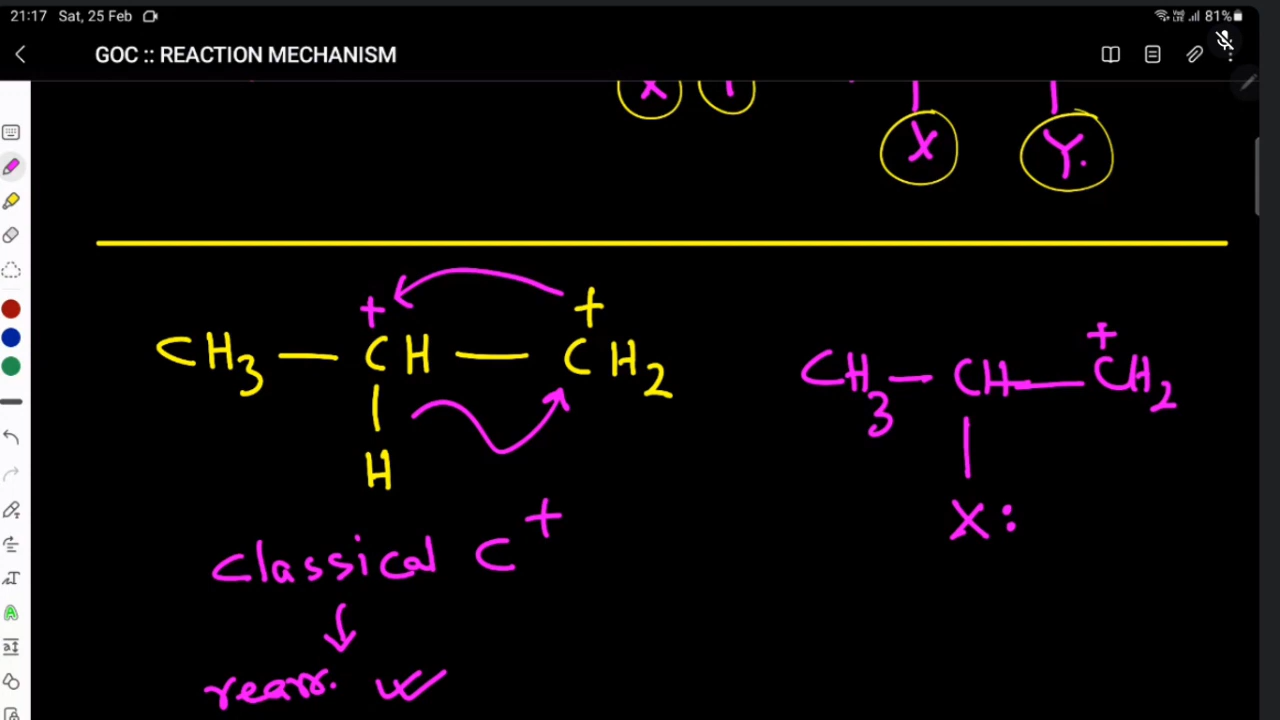 21:17 Sat, 25 Feb 81%
GOC :: REACTION MECHANISM
X Y
X Y.
+ +
CH3 — CH — CH2
H
+
CH3 — CH — CH2
X:
Classical C+
↓
rearr. ✓